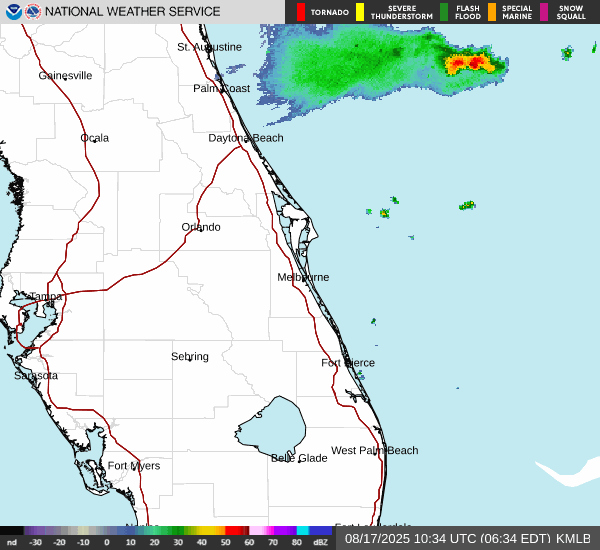 NATIONAL WEATHER SERVICE
TORNADO
SEVERE
THUNDERSTORM
FLASH
FLOOD
SPECIAL
MARINE
SNOW
SQUALL
St. Augustine
Gainesville
Palm Coast
Ocala
Daytona Beach
Orlando
Melbourne
Tampa
Sebring
Fort Pierce
Sarasota
West Palm Beach
Belle Glade
Fort Myers
nd -30 -20 -10 0 10 20 30 40 50 60 70 80 dBZ
08/17/2025 10:34 UTC (06:34 EDT) KMLB